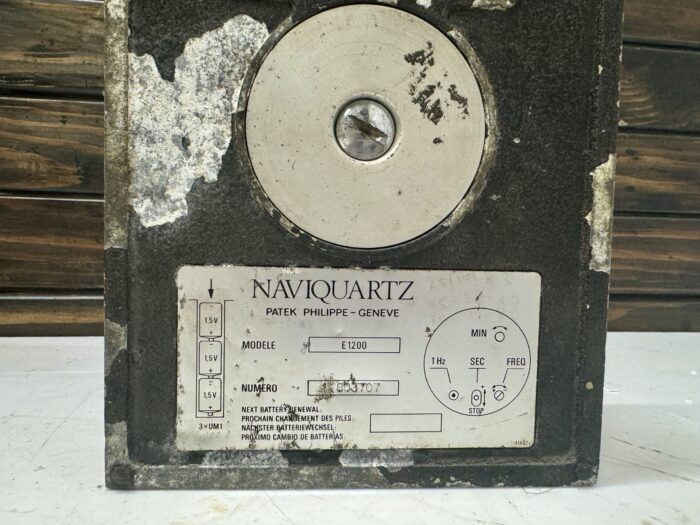 NAVIQUARTZ
PATEK PHILIPPE - GENEVE
MODELE E1200
NUMERO
NEXT BATTERY RENEWAL:
PROCHAIN CHANGEMENT DES PILES:
NÄCHSTER BATTERIEWECHSEL:
PROXIMO CAMBIO DE BATTERIAS:
1.5V
+
-
1.5V
+
-
1.5V
+
3×UM1
MIN
1Hz SEC FREQ
STOP